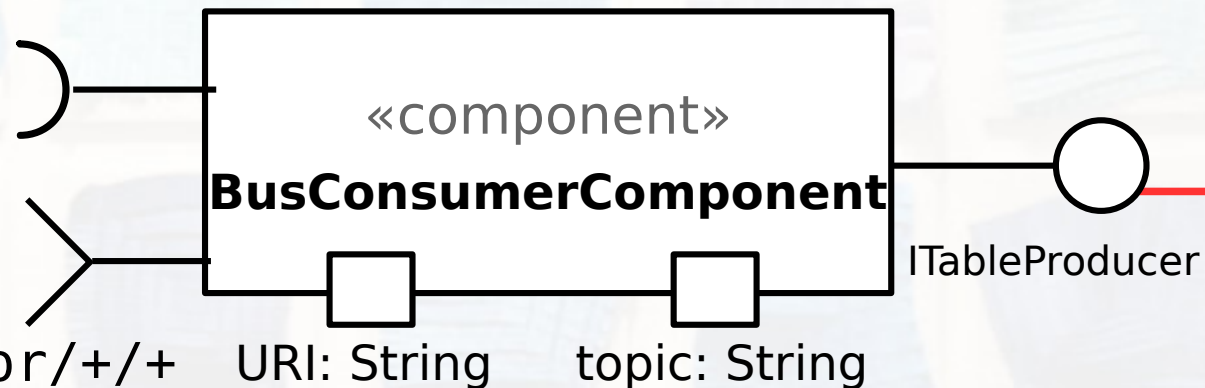 «component»
BusConsumerComponent
ITableProducer
/+/+
URI: String
topic: String